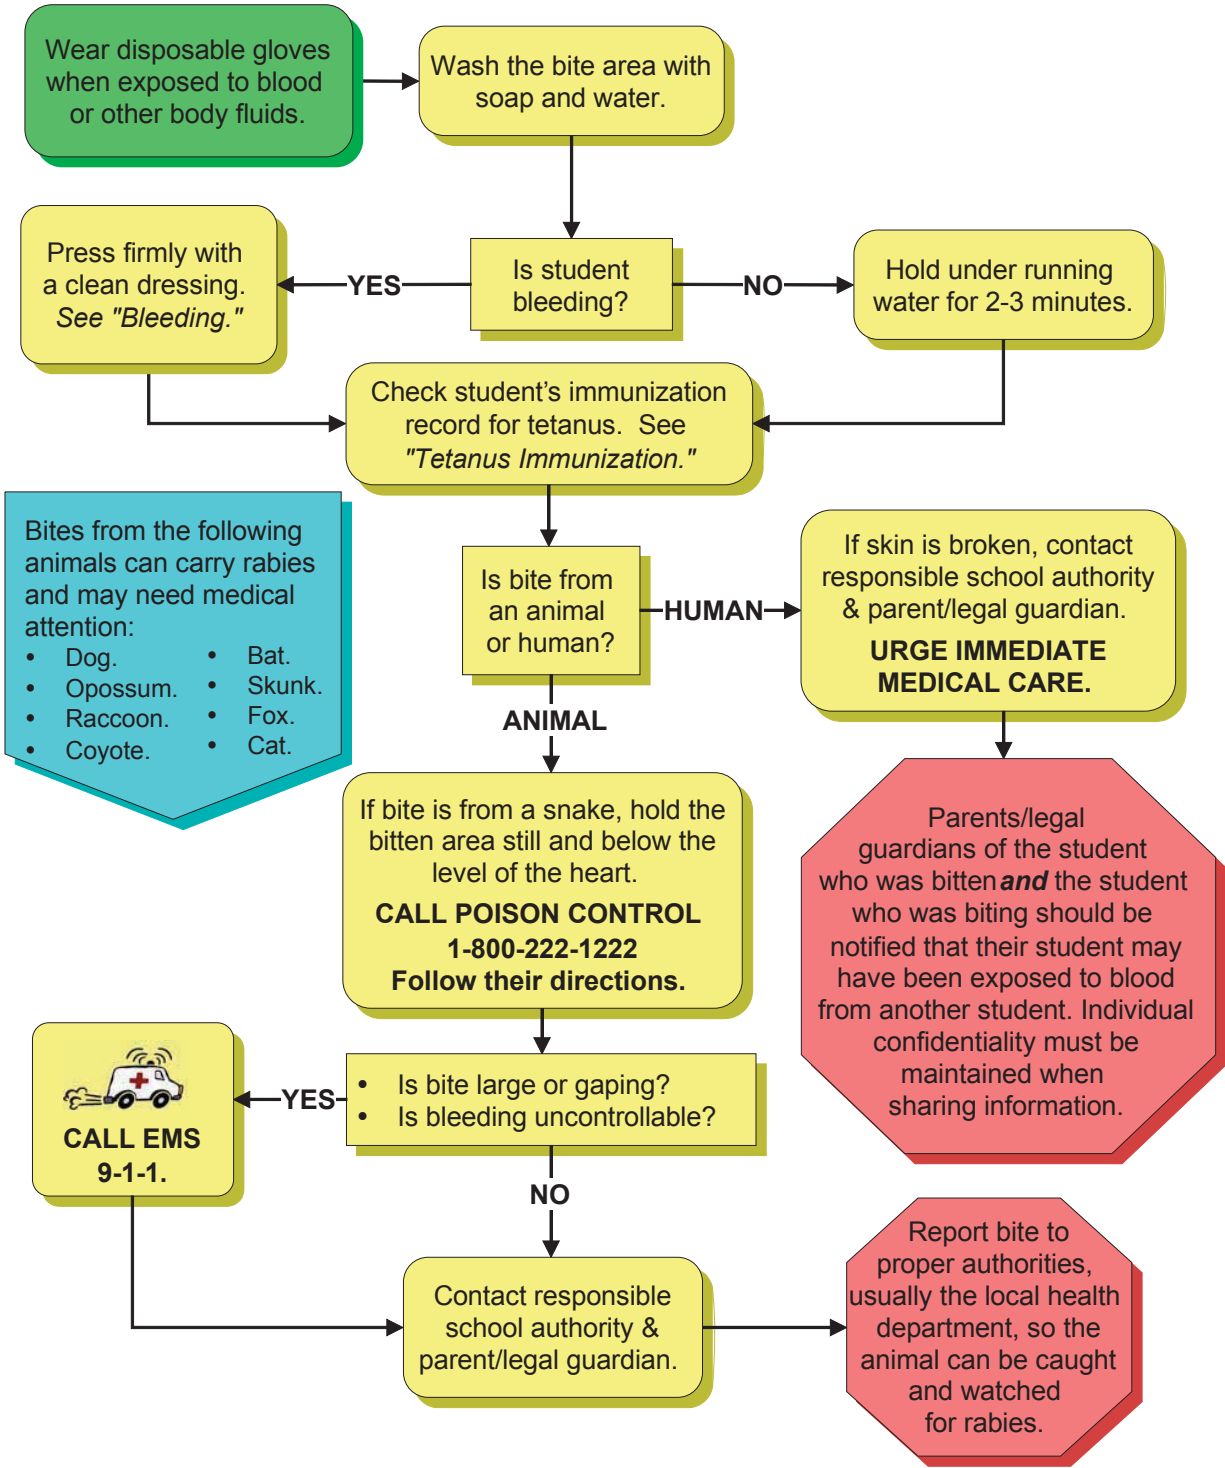 Wear disposable gloves
when exposed to blood
or other body fluids.
Wash the bite area with
soap and water.
Press firmly with
a clean dressing.
See "Bleeding."
YES
Is student
bleeding?
NO
Hold under running
water for 2-3 minutes.
Check student's immunization
record for tetanus. See
"Tetanus Immunization."
Bites from the following
animals can carry rabies
and may need medical
attention:
• Dog.
• Opossum.
• Raccoon.
• Coyote.
• Bat.
• Skunk.
• Fox.
• Cat.
Is bite from
an animal
or human?
HUMAN
If skin is broken, contact
responsible school authority
& parent/legal guardian.
URGE IMMEDIATE
MEDICAL CARE.
ANIMAL
If bite is from a snake, hold the
bitten area still and below the
level of the heart.
CALL POISON CONTROL
1-800-222-1222
Follow their directions.
Parents/legal
guardians of the student
who was bitten and the student
who was biting should be
notified that their student may
have been exposed to blood
from another student. Individual
confidentiality must be
maintained when
sharing information.
CALL EMS
9-1-1.
YES
• Is bite large or gaping?
• Is bleeding uncontrollable?
NO
Contact responsible
school authority &
parent/legal guardian.
Report bite to
proper authorities,
usually the local health
department, so the
animal can be caught
and watched
for rabies.